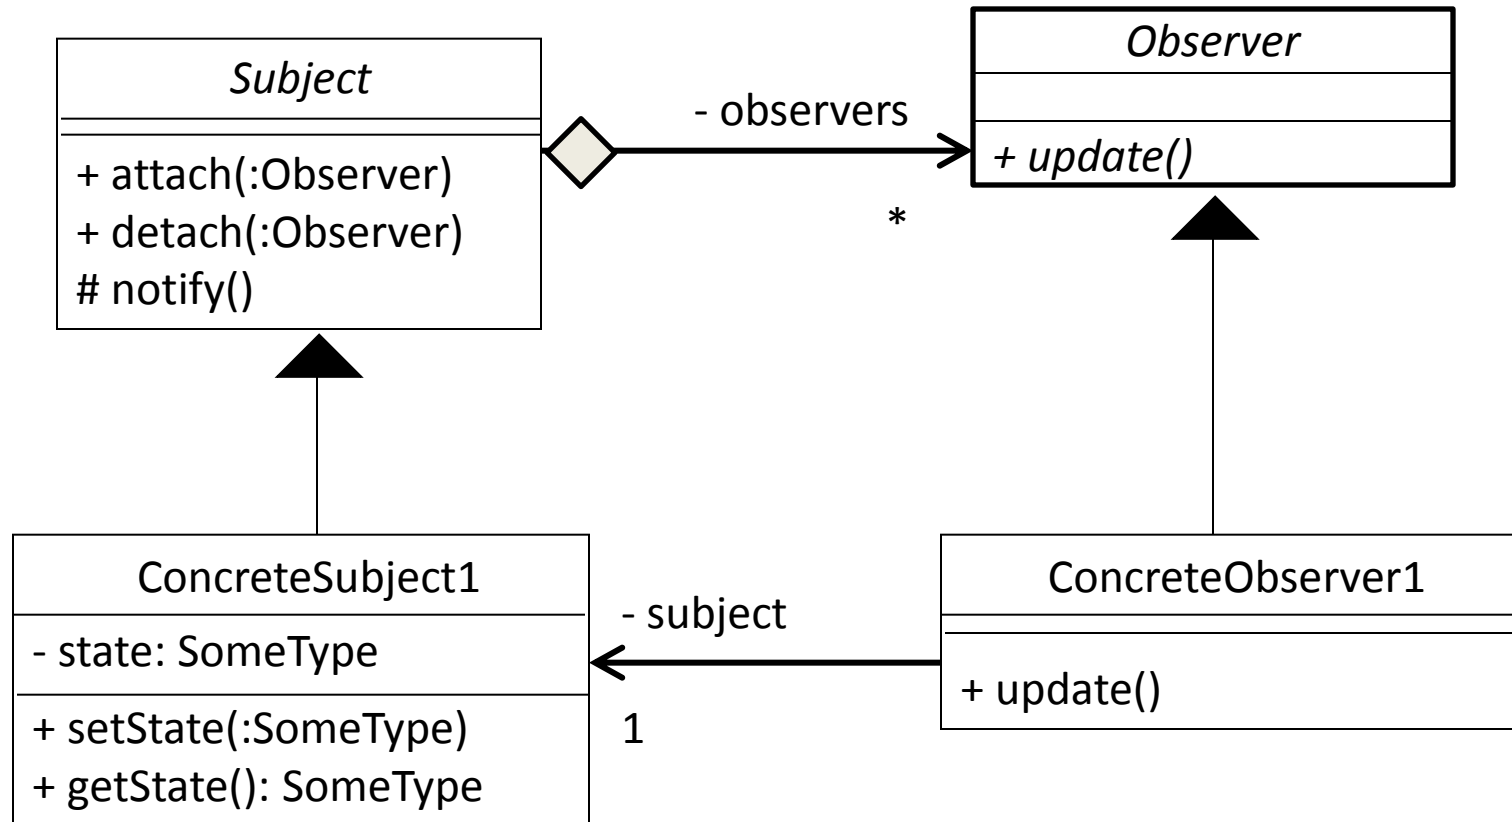 Subject
+ attach(:Observer)
+ detach(:Observer)
# notify()
- observers
*
Observer
+ update()
ConcreteSubject1
- state: SomeType
+ setState(:SomeType)
+ getState(): SomeType
- subject
1
ConcreteObserver1
+ update()